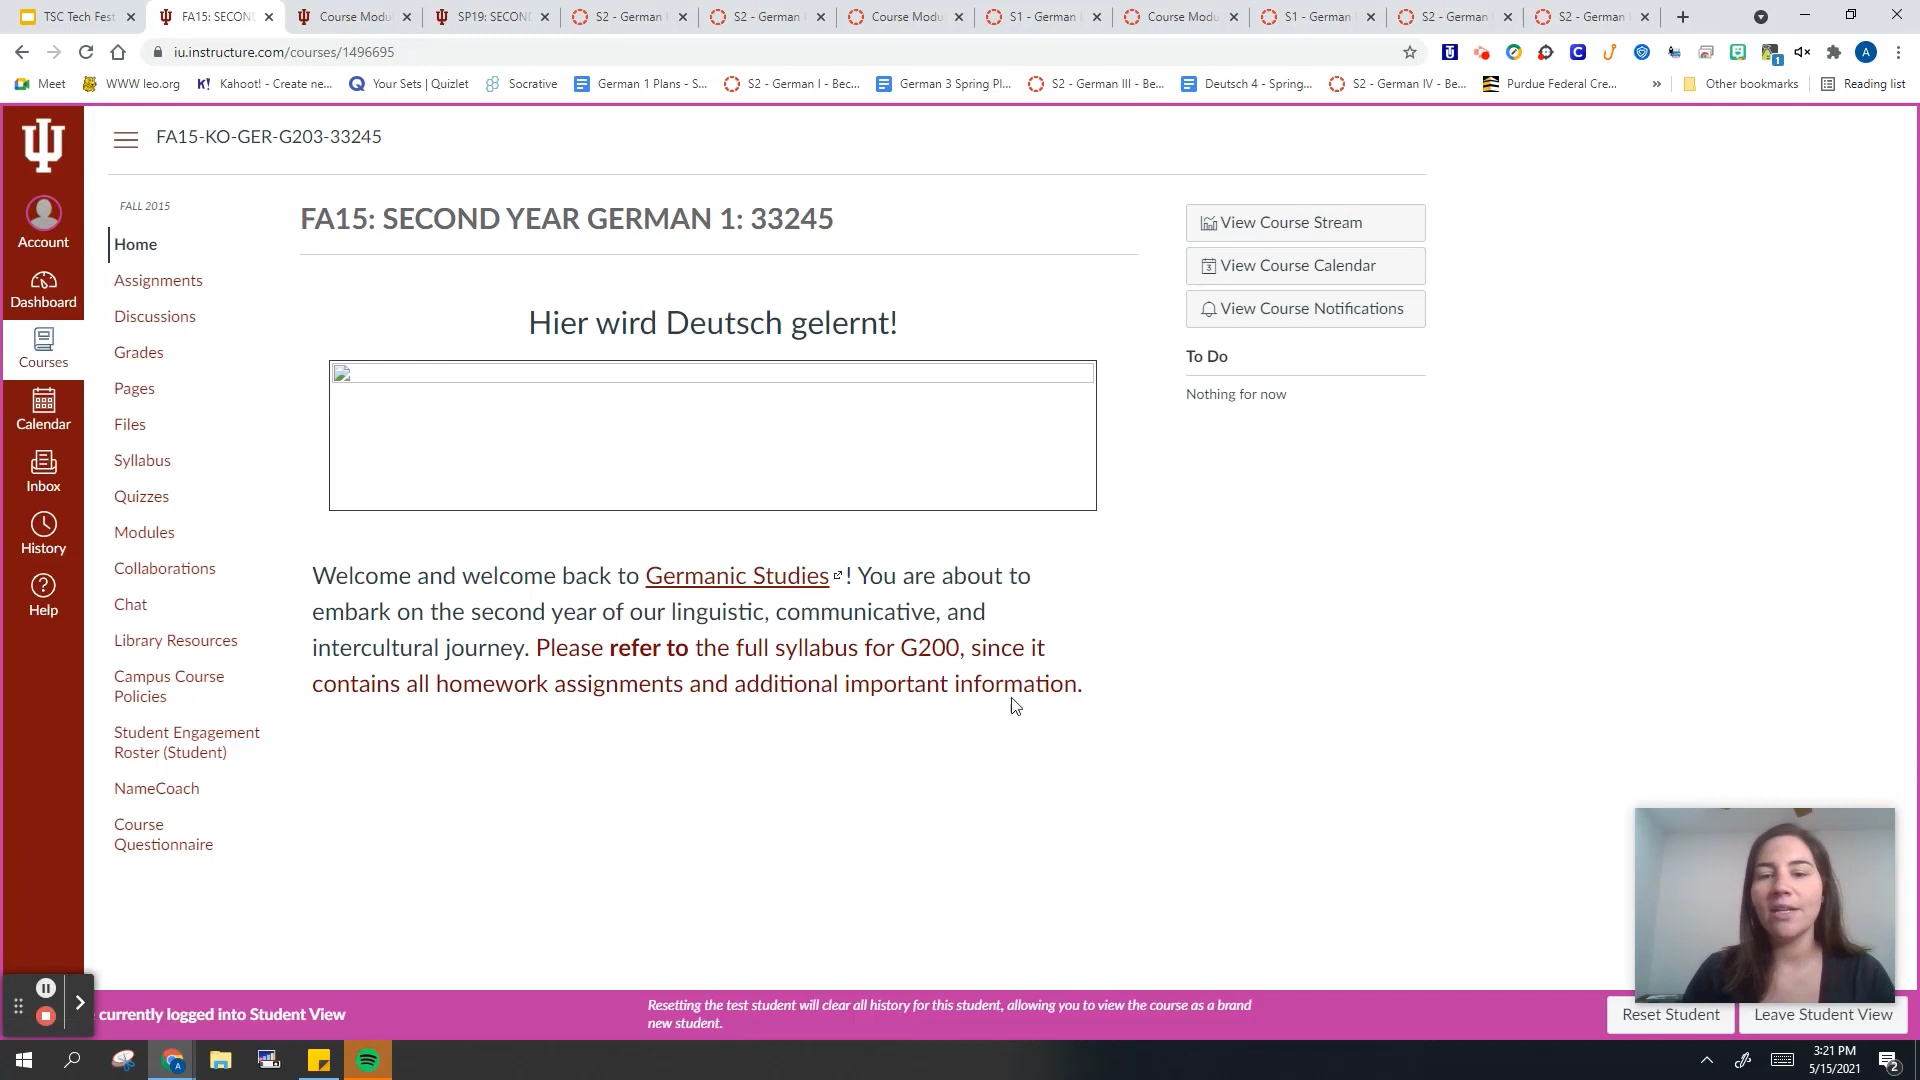 TSC Tech Fest
FA15: SECON
Course Modu
SP19: SECON
S2 - German
S2 - German
Course Modu
S1 - German
Course Modu
S1 - German
S2 - German
S2 - German
iu.instructure.com/courses/1496695
Meet
WWW leo.org
Kahoot! - Create ne...
Your Sets | Quizlet
Socrative
German 1 Plans - S...
S2 - German I - Bec...
German 3 Spring Pl...
S2 - German III - Be...
Deutsch 4 - Spring...
S2 - German IV - Be...
Purdue Federal Cre...
»
Other bookmarks
Reading list
FA15-KO-GER-G203-33245
Account
Dashboard
Courses
Calendar
Inbox
History
Help
FALL 2015
Home
Assignments
Discussions
Grades
Pages
Files
Syllabus
Quizzes
Modules
Collaborations
Chat
Library Resources
Campus Course
Policies
Student Engagement
Roster (Student)
NameCoach
Course
Questionnaire
FA15: SECOND YEAR GERMAN 1: 33245
Hier wird Deutsch gelernt!
Welcome and welcome back to Germanic Studies! You are about to
embark on the second year of our linguistic, communicative, and
intercultural journey. Please refer to the full syllabus for G200, since it
contains all homework assignments and additional important information.
View Course Stream
View Course Calendar
View Course Notifications
To Do
Nothing for now
currently logged into Student View
Resetting the test student will clear all history for this student, allowing you to view the course as a brand
new student.
Reset Student
Leave Student View
3:21 PM
5/15/2021
2